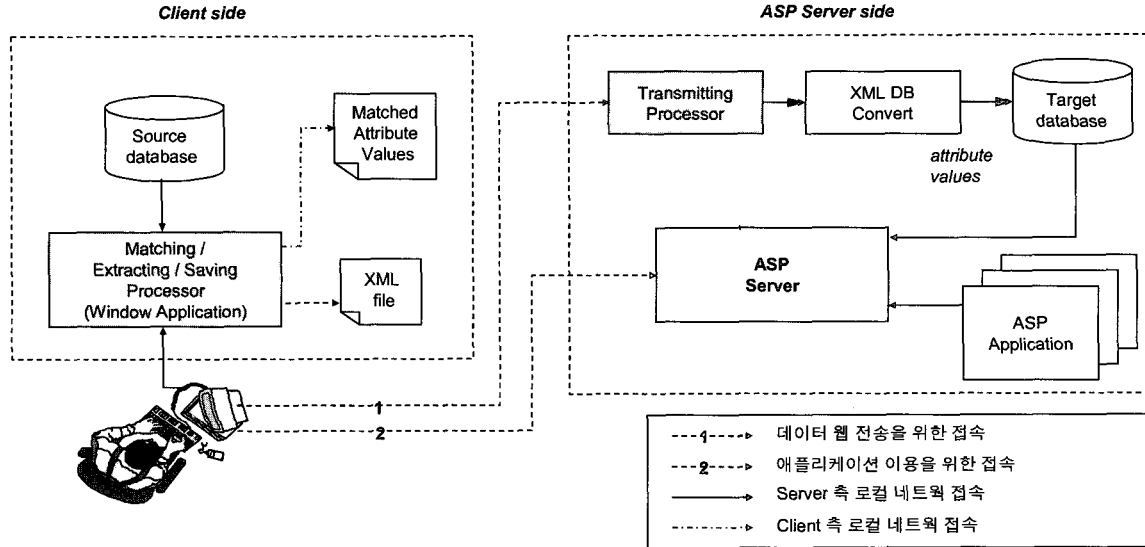 Client side
ASP Server side
Source
database
Matched
Attribute
Values
Matching /
Extracting / Saving
Processor
(Window Application)
XML
file
Transmitting
Processor
XML DB
Convert
Target
database
attribute
values
ASP
Server
ASP
Application
1
2
1 데이터 웹 전송을 위한 접속
2 애플리케이션 이용을 위한 접속
Server 측 로컬 네트웍 접속
Client 측 로컬 네트웍 접속